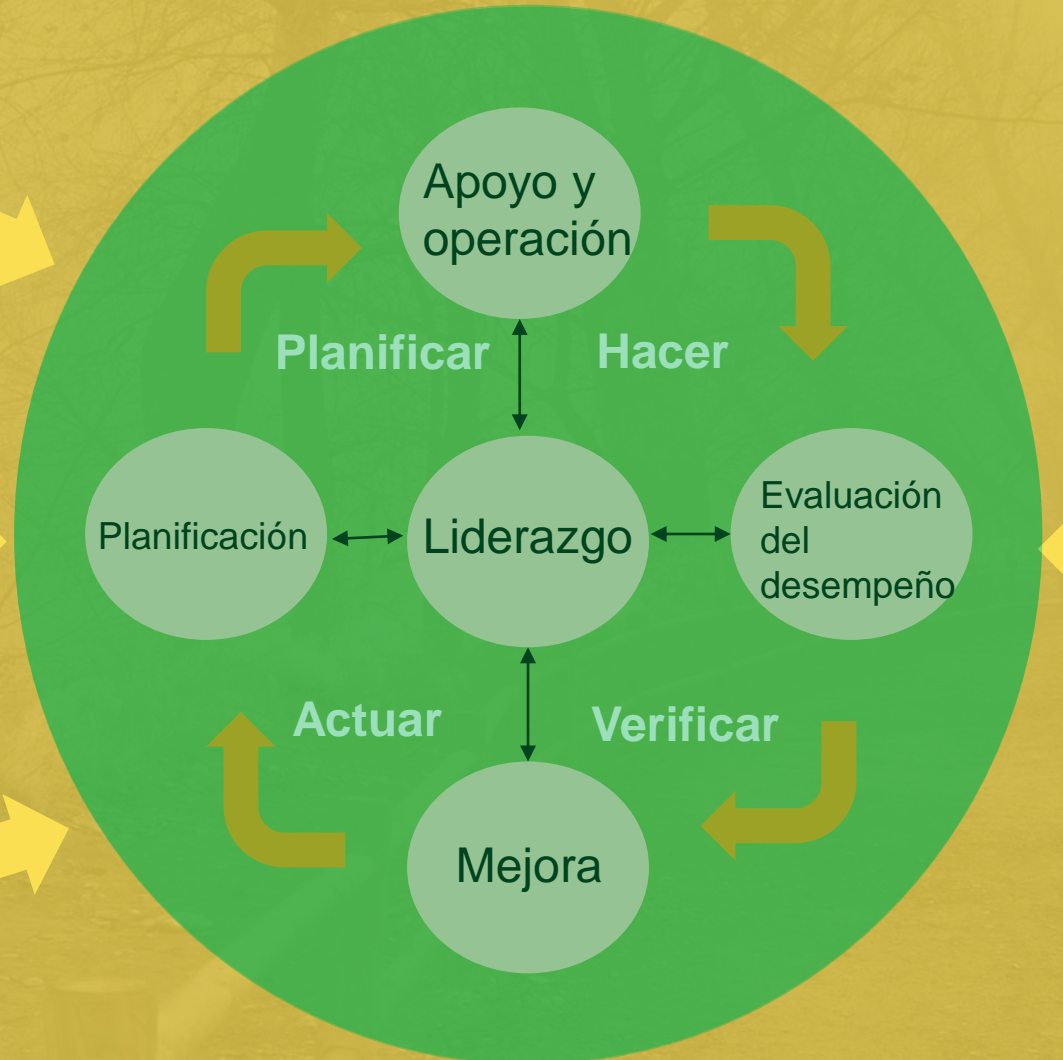 Apoyo y
operación
Planificar
Hacer
Planificación
Liderazgo
Evaluación
del
desempeño
Actuar
Verificar
Mejora